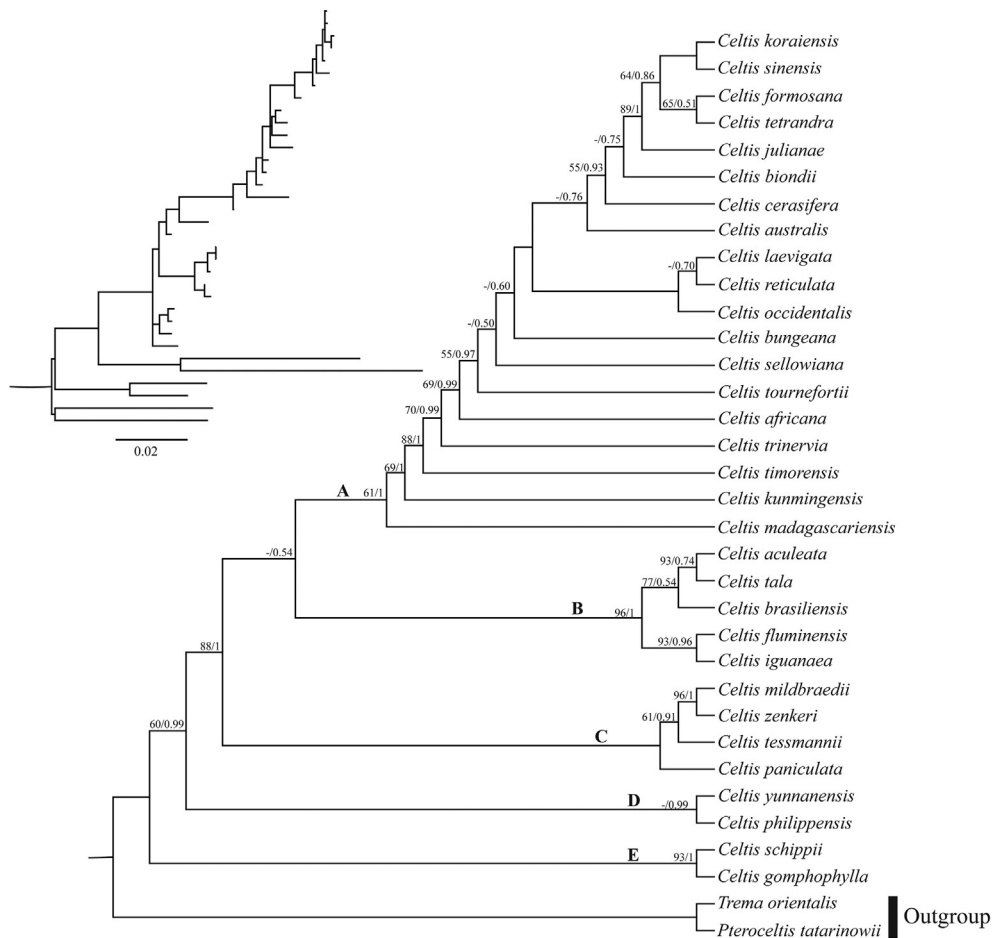 Celtis koraiensis
Celtis sinensis
64/0.86
Celtis formosana
65/0.51
Celtis tetrandra
89/1
Celtis julianae
-/0.75
Celtis biondii
55/0.93
Celtis cerasifera
-/0.76
Celtis australis
Celtis laevigata
-/0.70
Celtis reticulata
Celtis occidentalis
-/0.60
Celtis bungeana
-/0.50
Celtis sellowiana
55/0.97
Celtis tournefortii
69/0.99
Celtis africana
70/0.99
Celtis trinervia
88/1
Celtis timorensis
69/1
Celtis kunmingensis
A
61/1
Celtis madagascariensis
0.02
-/0.54
Celtis aculeata
93/0.74
Celtis tala
77/0.54
Celtis brasiliensis
B
96/1
Celtis fluminensis
93/0.96
Celtis iguanaea
88/1
Celtis mildbraedii
96/1
Celtis zenkeri
61/0.91
Celtis tessmannii
C
Celtis paniculata
60/0.99
Celtis yunnanensis
D
-/0.99
Celtis philippensis
Celtis schippii
E
93/1
Celtis gomphophylla
Trema orientalis
Pteroceltis tatarinowii
Outgroup